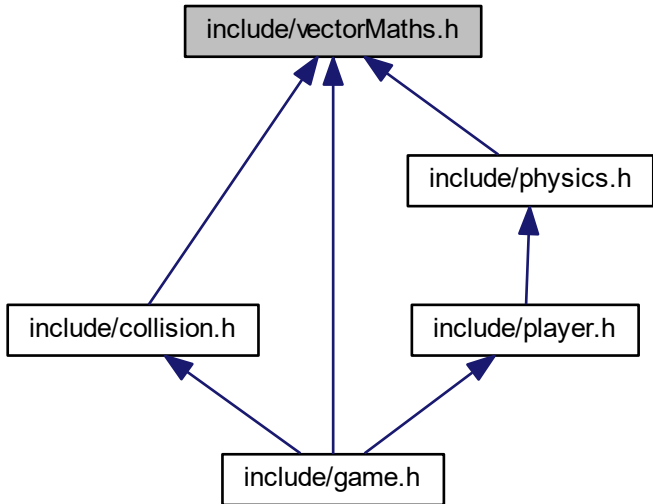 include/vectorMaths.h
include/physics.h
include/collision.h
include/player.h
include/game.h